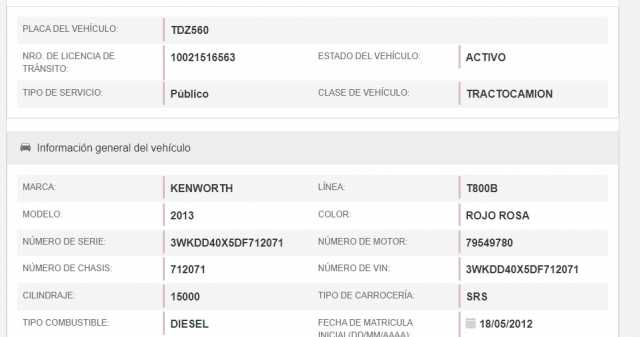 PLACA DEL VEHÍCULO: TDZ560
NRO. DE LICENCIA DE TRÁNSITO: 10021516563 ESTADO DEL VEHÍCULO: ACTIVO
TIPO DE SERVICIO: Público CLASE DE VEHÍCULO: TRACTOCAMION
Información general del vehículo
MARCA: KENWORTH LÍNEA: T800B
MODELO: 2013 COLOR: ROJO ROSA
NÚMERO DE SERIE: 3WKDD40X5DF712071 NÚMERO DE MOTOR: 79549780
NÚMERO DE CHASIS: 712071 NÚMERO DE VIN: 3WKDD40X5DF712071
CILINDRAJE: 15000 TIPO DE CARROCERÍA: SRS
TIPO COMBUSTIBLE: DIESEL FECHA DE MATRICULA INICIAL(DD/MM/AAAA): 18/05/2012